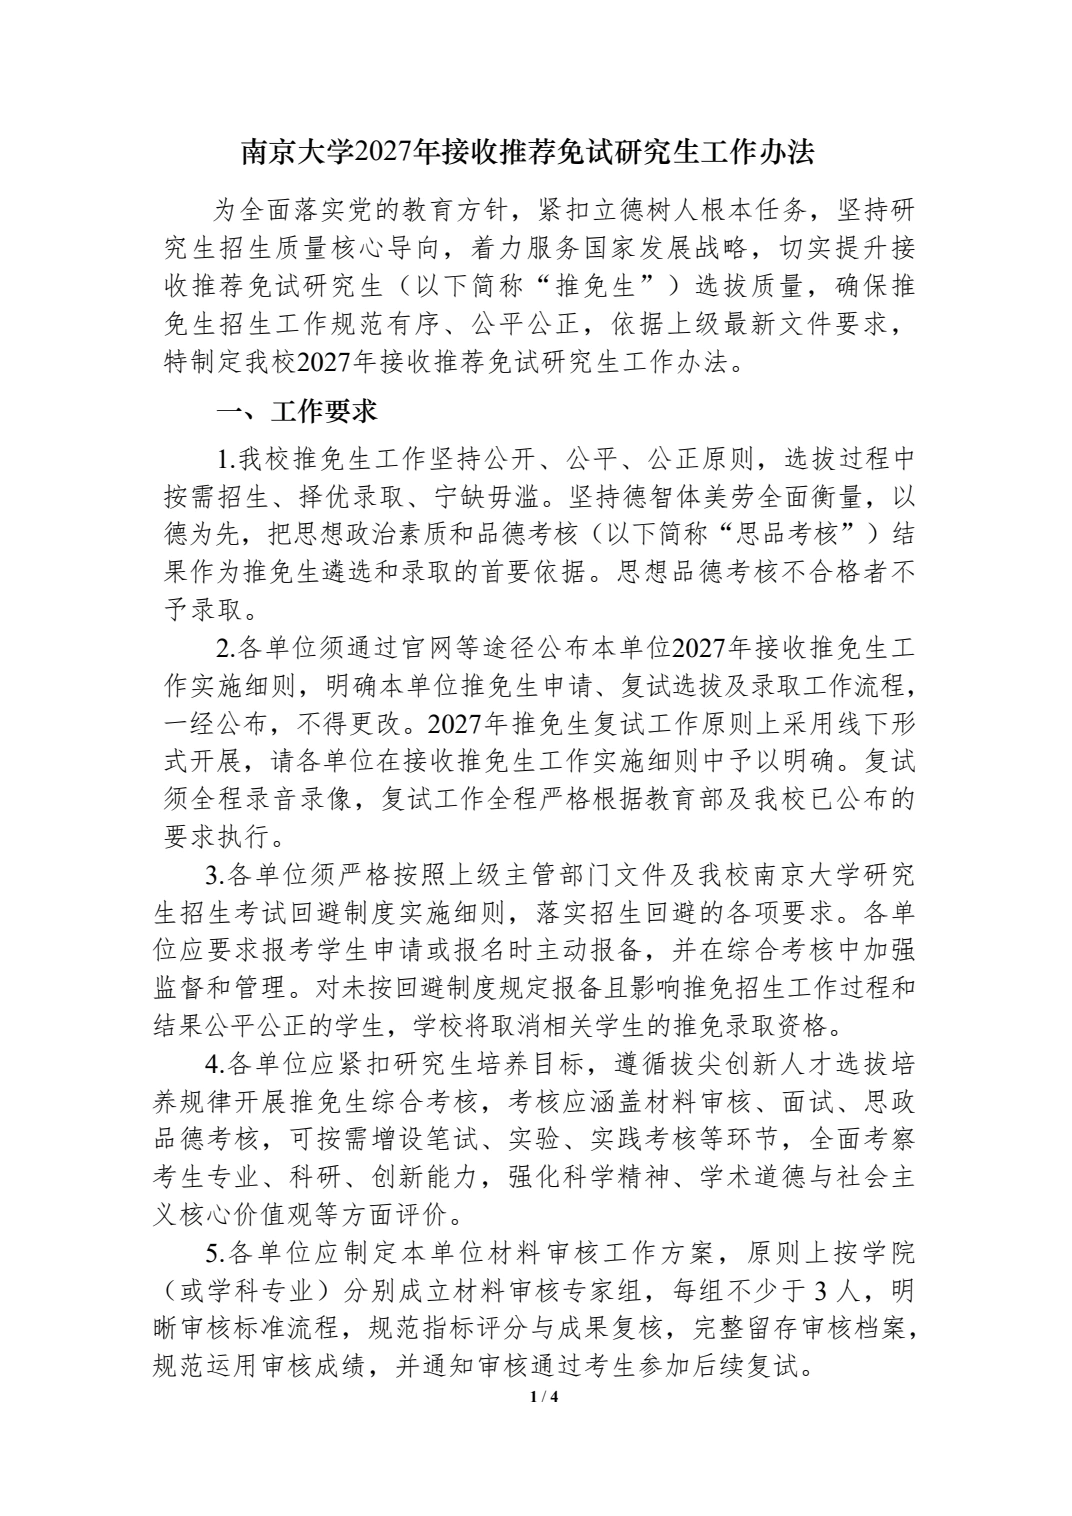 南京大学2027年接收推荐免试研究生工作办法
为全面落实党的教育方针，紧扣立德树人根本任务，坚持研
究生招生质量核心导向，着力服务国家发展战略，切实提升接
收推荐免试研究生（以下简称“推免生”）选拔质量，确保推
免生招生工作规范有序、公平公正，依据上级最新文件要求，
特制定我校2027年接收推荐免试研究生工作办法。
一、工作要求
1.我校推免生工作坚持公开、公平、公正原则，选拔过程中
按需招生、择优录取、宁缺毋滥。坚持德智体美劳全面衡量，以
德为先，把思想政治素质和品德考核（以下简称“思品考核”）结
果作为推免生遴选和录取的首要依据。思想品德考核不合格者不
予录取。
2.各单位须通过官网等途径公布本单位2027年接收推免生工
作实施细则，明确本单位推免生申请、复试选拔及录取工作流程，
一经公布，不得更改。2027年推免生复试工作原则上采用线下形
式开展，请各单位在接收推免生工作实施细则中予以明确。复试
须全程录音录像，复试工作全程严格根据教育部及我校已公布的
要求执行。
3.各单位须严格按照上级主管部门文件及我校南京大学研究
生招生考试回避制度实施细则，落实招生回避的各项要求。各单
位应要求报考学生申请或报名时主动报备，并在综合考核中加强
监督和管理。对未按回避制度规定报备且影响推免招生工作过程和
结果公平公正的学生，学校将取消相关学生的推免录取资格。
4.各单位应紧扣研究生培养目标，遵循拔尖创新人才选拔培
养规律开展推免生综合考核，考核应涵盖材料审核、面试、思政
品德考核，可按需增设笔试、实验、实践考核等环节，全面考察
考生专业、科研、创新能力，强化科学精神、学术道德与社会主
义核心价值观等方面评价。
5.各单位应制定本单位材料审核工作方案，原则上按学院
（或学科专业）分别成立材料审核专家组，每组不少于 3 人，明
晰审核标准流程，规范指标评分与成果复核，完整留存审核档案，
规范运用审核成绩，并通知审核通过考生参加后续复试。
1 / 4